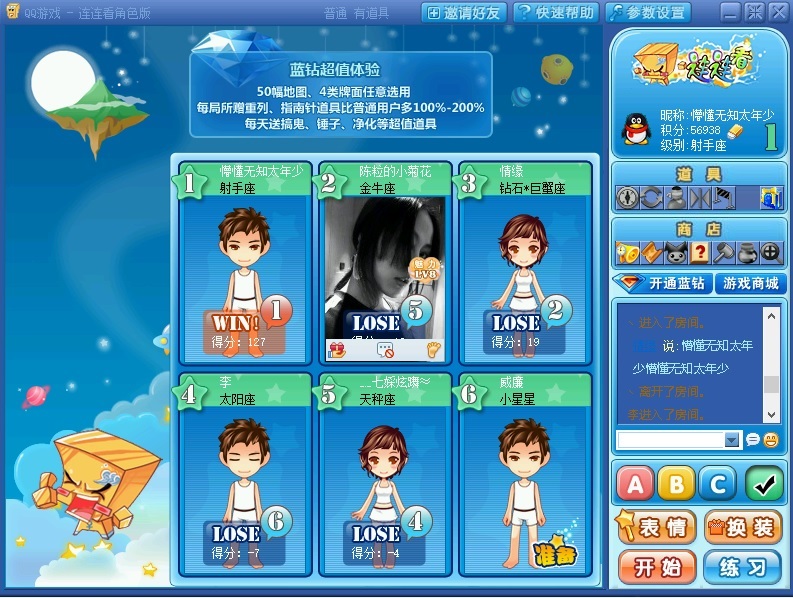 QQ游戏 - 连连看角色版
普通 有道具
邀请好友
快速帮助
参数设置
蓝钻超值体验
50幅地图、4类牌面任意选用
每局所赠重列、指南针道具比普通用户多100%-200%
每天送搞鬼、锤子、净化等超值道具
连连看
昵称:懵懂无知太年少
积分:56938
级别:射手座
1
道 具
商 店
开通蓝钻
游戏商城
1
懵懂无知太年少
射手座
WIN!
1
得分: 127
2
陈粒的小菊花
金牛座
魅力
LV8
LOSE
5
3
情缘
钻石*巨蟹座
LOSE
2
得分: 19
4
李
太阳座
LOSE
6
得分: -7
5
天秤座
LOSE
4
得分: -4
6
威廉
小星星
准备
进入了房间。
说: 懵懂无知太年
少懵懂无知太年少
离开了房间。
李进入了房间。
A
B
C
表情
换装
开始
练习